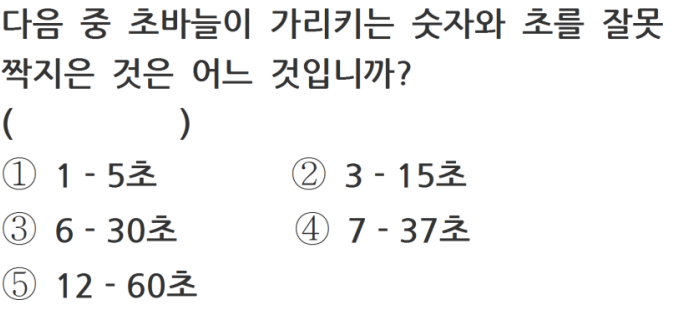 다음 중 초바늘이 가리키는 숫자와 초를 잘못
짝지은 것은 어느 것입니까?
(               )
① 1 - 5초  ② 3 - 15초
③ 6 - 30초  ④ 7 - 37초
⑤ 12 - 60초